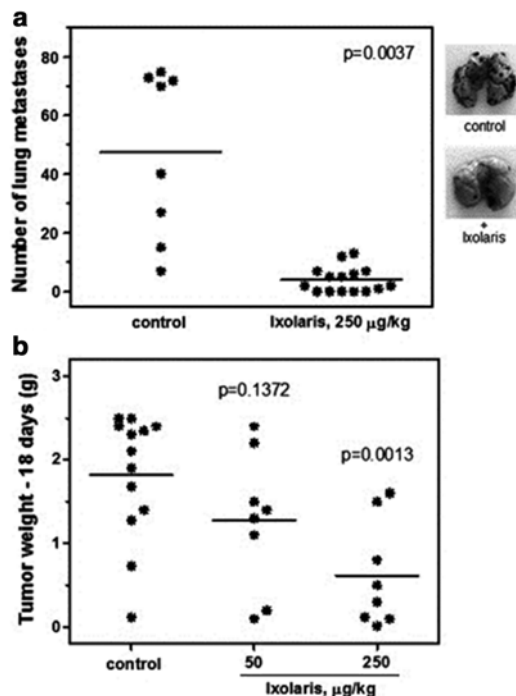 a
Number of lung metastases
80
60
40
20
0
p=0.0037
control
Ixolaris, 250 µg/kg
control
+
Ixolaris
b
Tumor weight - 18 days (g)
3
2
1
0
p=0.1372
p=0.0013
control
50
250
Ixolaris, µg/kg